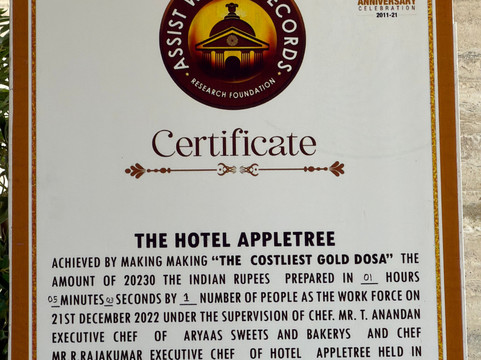 ANNIVERSARY
CELEBRATION
2011-21
ASSIST W RECORDS
RESEARCH FOUNDATION
Certificate
THE HOTEL APPLETREE
ACHIEVED BY MAKING MAKING "THE COSTLIEST GOLD DOSA" THE
AMOUNT OF 20230 THE INDIAN RUPEES PREPARED IN 01 HOURS
05 MINUTES SECONDS BY 1 NUMBER OF PEOPLE AS THE WORK FORCE ON
21ST DECEMBER 2022 UNDER THE SUPERVISION OF CHEF. MR. T. ANANDAN
EXECUTIVE CHEF OF ARYAAS SWEETS AND BAKERYS AND CHEF
MR R.RAJAKUMAR EXECUTIVE CHEF OF HOTEL APPLETREE HELD IN